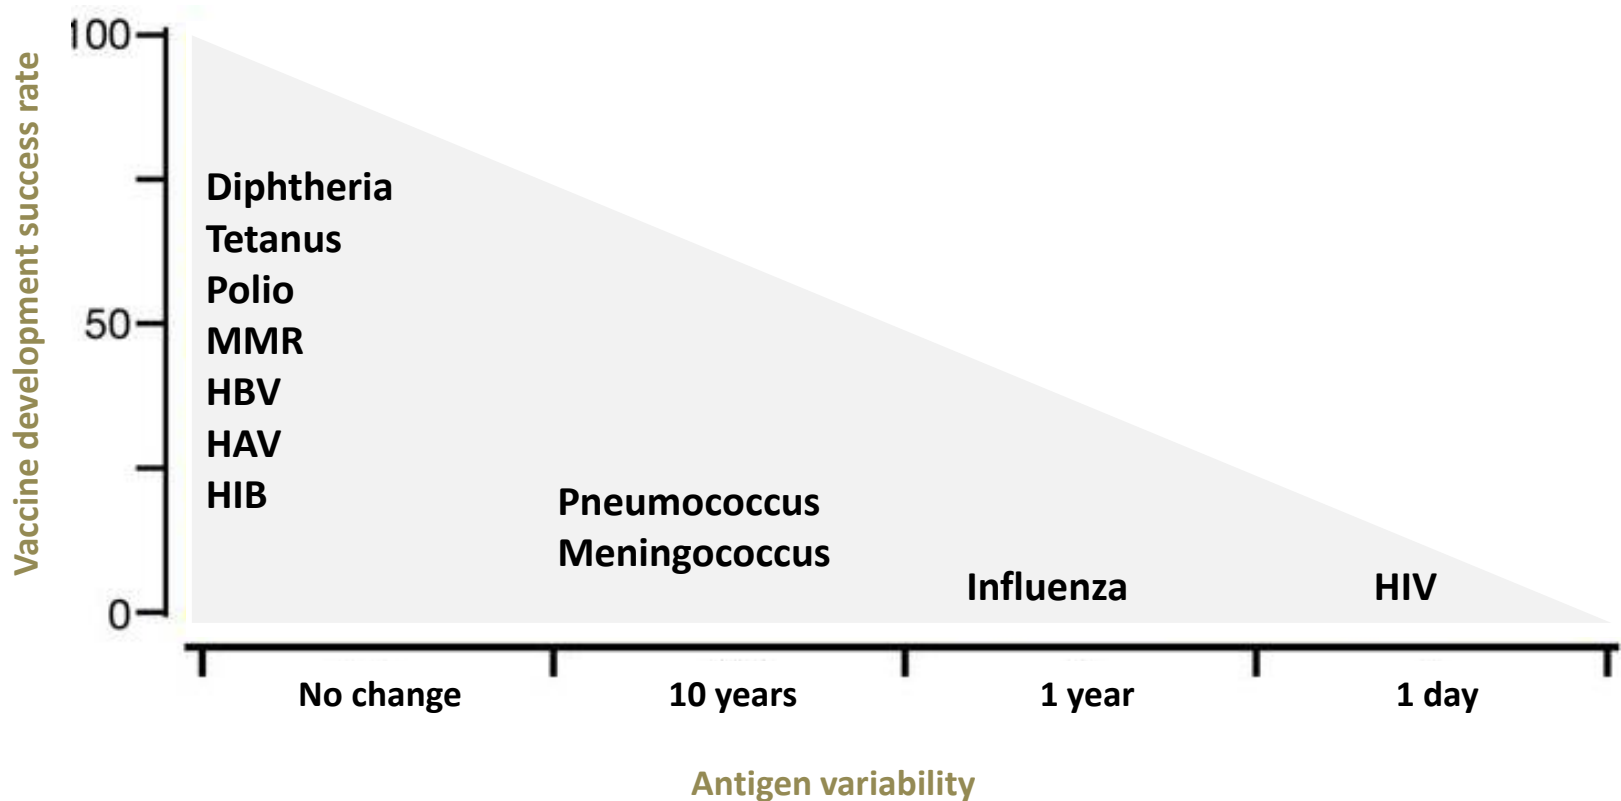 Vaccine development success rate
100
50
0
Diphtheria
Tetanus
Polio
MMR
HBV
HAV
HIB
Pneumococcus
Meningococcus
Influenza
HIV
No change
10 years
1 year
1 day
Antigen variability